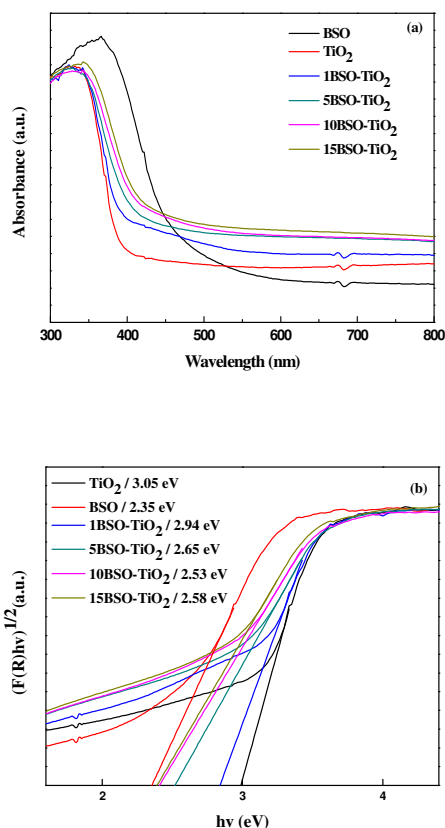 (a)
BSO
TiO₂
1BSO-TiO₂
5BSO-TiO₂
10BSO-TiO₂
15BSO-TiO₂
Absorbance (a.u.)
300 400 500 600 700 800
Wavelength (nm)
(b)
TiO₂ / 3.05 eV
BSO / 2.35 eV
1BSO-TiO₂ / 2.94 eV
5BSO-TiO₂ / 2.65 eV
10BSO-TiO₂ / 2.53 eV
15BSO-TiO₂ / 2.58 eV
(F(R)hv)^1/2(a.u.)
2 3 4
hv (eV)